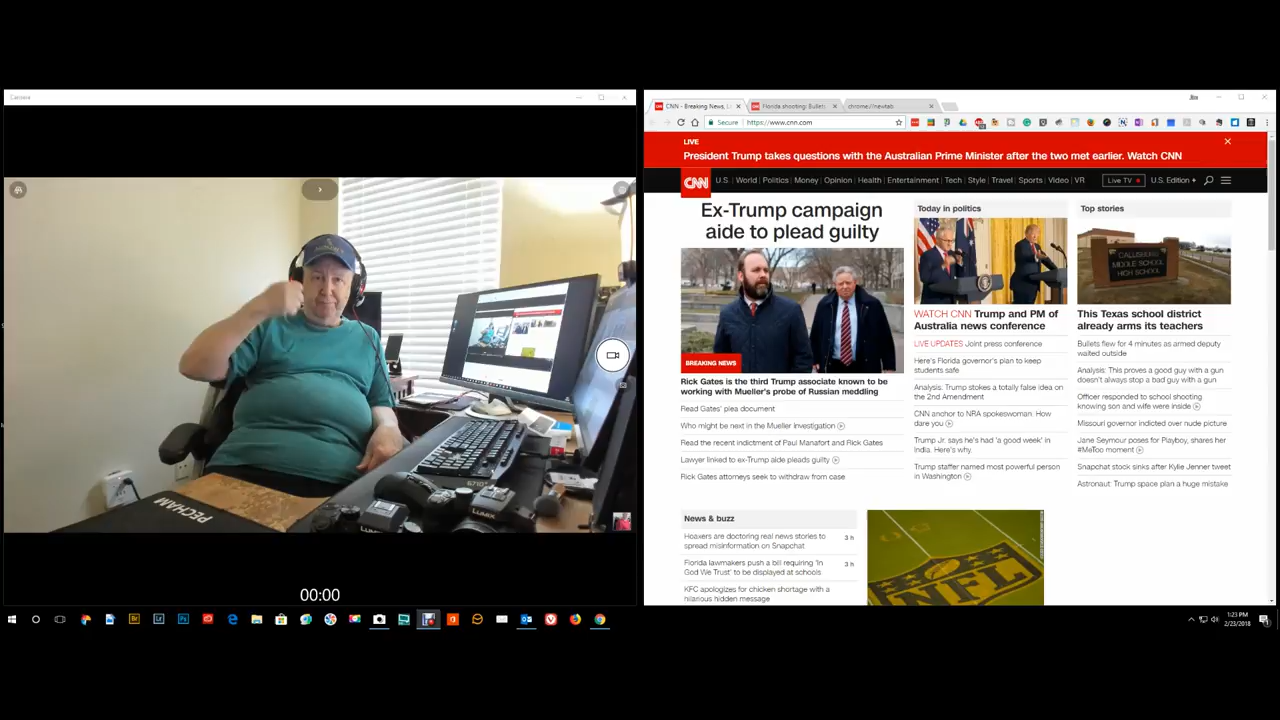 Camera
00:00
PECHAM
LUMIX
LUMIX
CNN - Breaking News, L
Florida shooting: Bullets
chrome://newtab
Jim
Secure
https://www.cnn.com
LIVE
President Trump takes questions with the Australian Prime Minister after the two met earlier. Watch CNN
CNN
U.S. World Politics Money Opinion Health Entertainment Tech Style Travel Sports Video VR
Live TV
U.S. Edition +
Ex-Trump campaign
aide to plead guilty
BREAKING NEWS
Rick Gates is the third Trump associate known to be
working with Mueller's probe of Russian meddling
Read Gates' plea document
Who might be next in the Mueller investigation
Read the recent indictment of Paul Manafort and Rick Gates
Lawyer linked to ex-Trump aide pleads guilty
Rick Gates attorneys seek to withdraw from case
Today in politics
WATCH CNN Trump and PM of
Australia news conference
LIVE UPDATES Joint press conference
Here's Florida governor's plan to keep
students safe
Analysis: Trump stokes a totally false idea on
the 2nd Amendment
CNN anchor to NRA spokeswoman: How
dare you
Trump Jr. says he's had 'a good week' in
India. Here's why.
Trump staffer named most powerful person
in Washington
Top stories
CALLISBURG
MIDDLE SCHOOL
HIGH SCHOOL
This Texas school district
already arms its teachers
Bullets flew for 4 minutes as armed deputy
waited outside
Analysis: This proves a good guy with a gun
doesn't always stop a bad guy with a gun
Officer responded to school shooting
knowing son and wife were inside
Missouri governor indicted over nude picture
Jane Seymour poses for Playboy, shares her
#MeToo moment
Snapchat stock sinks after Kylie Jenner tweet
Astronaut: Trump space plan a huge mistake
News & buzz
Hoaxers are doctoring real news stories to
spread misinformation on Snapchat
3 h
Florida lawmakers push a bill requiring 'In
God We Trust' to be displayed at schools
3 h
KFC apologizes for chicken shortage with a
hilarious hidden message
NFL
Br
Lr
Ps
1:23 PM
2/23/2018